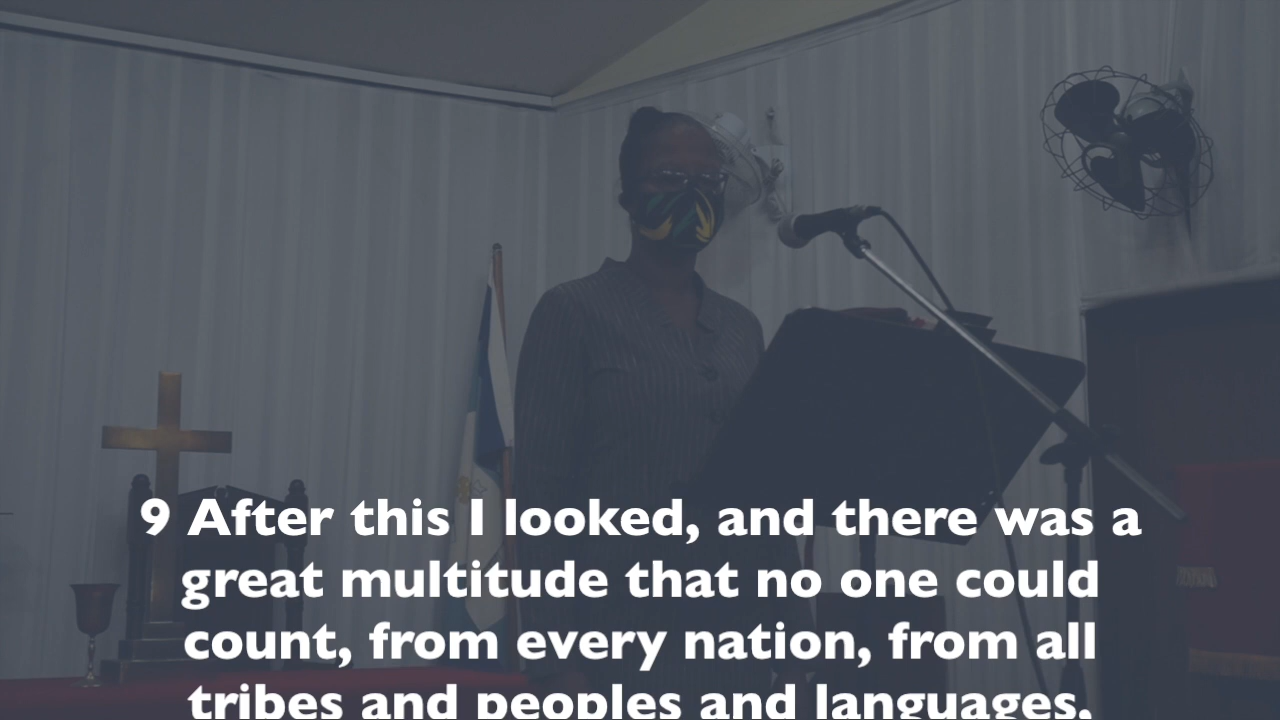 9 After this I looked, and there was a
great multitude that no one could
count, from every nation, from all
tribes and peoples and languages,